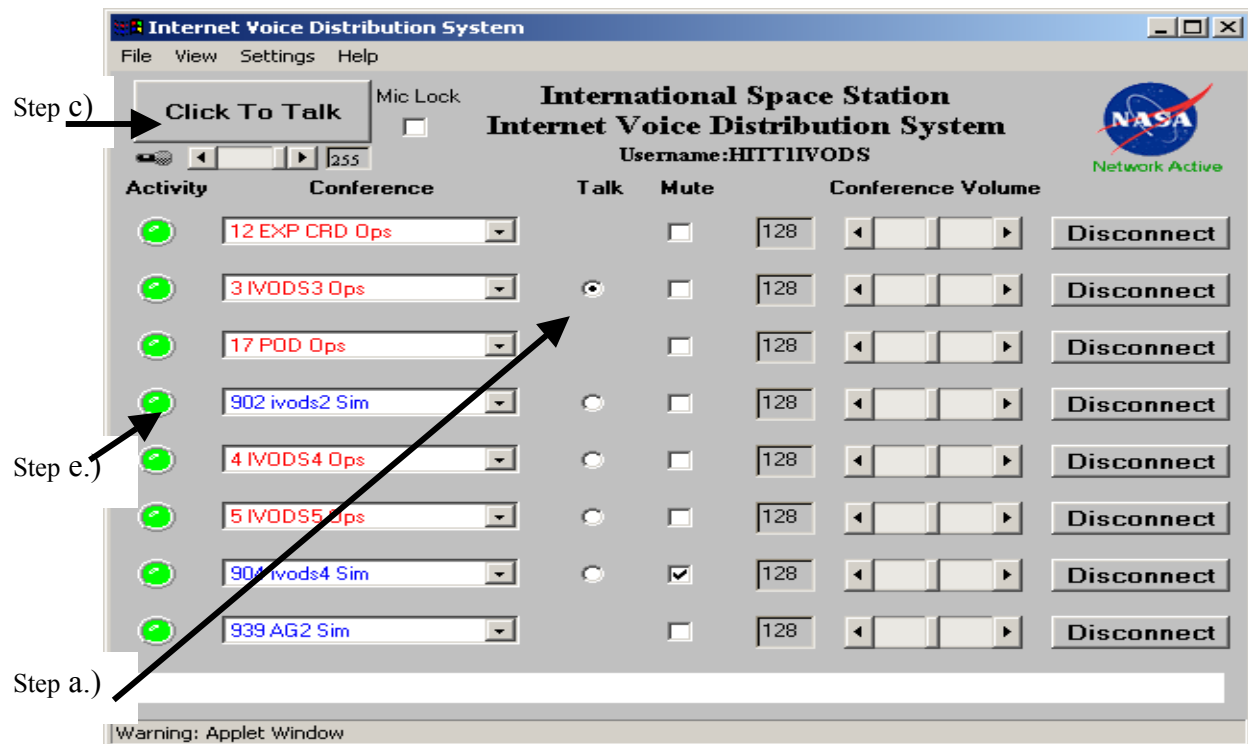 Internet Voice Distribution System
File View Settings Help
Step c)
Click To Talk
Mic Lock
International Space Station
Internet Voice Distribution System
Username:HITT1IVODS
255
NASA
Network Active
Activity Conference Talk Mute Conference Volume
12 EXP CRD Ops 128 Disconnect
3 IVODS3 Ops 128 Disconnect
17 POD Ops 128 Disconnect
902 ivods2 Sim 128 Disconnect
Step e.)
4 IVODS4 Ops 128 Disconnect
5 IVODS5 Ops 128 Disconnect
904 ivods4 Sim 128 Disconnect
939 AG2 Sim 128 Disconnect
Step a.)
Warning: Applet Window